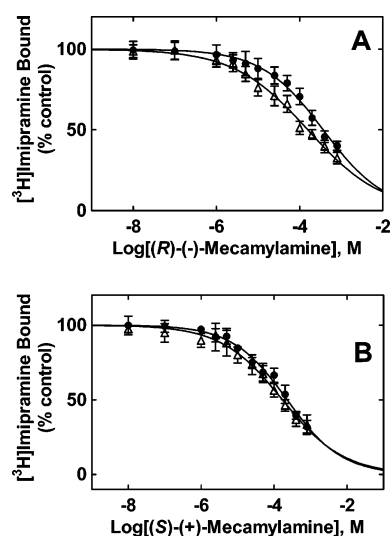 A
[³H]Imipramine Bound
(% control)
100
50
0
-8
-6
-4
-2
Log[(R)-(-)-Mecamylamine], M
B
[³H]Imipramine Bound
(% control)
100
50
0
-8
-6
-4
-2
Log[(S)-(+)-Mecamylamine], M